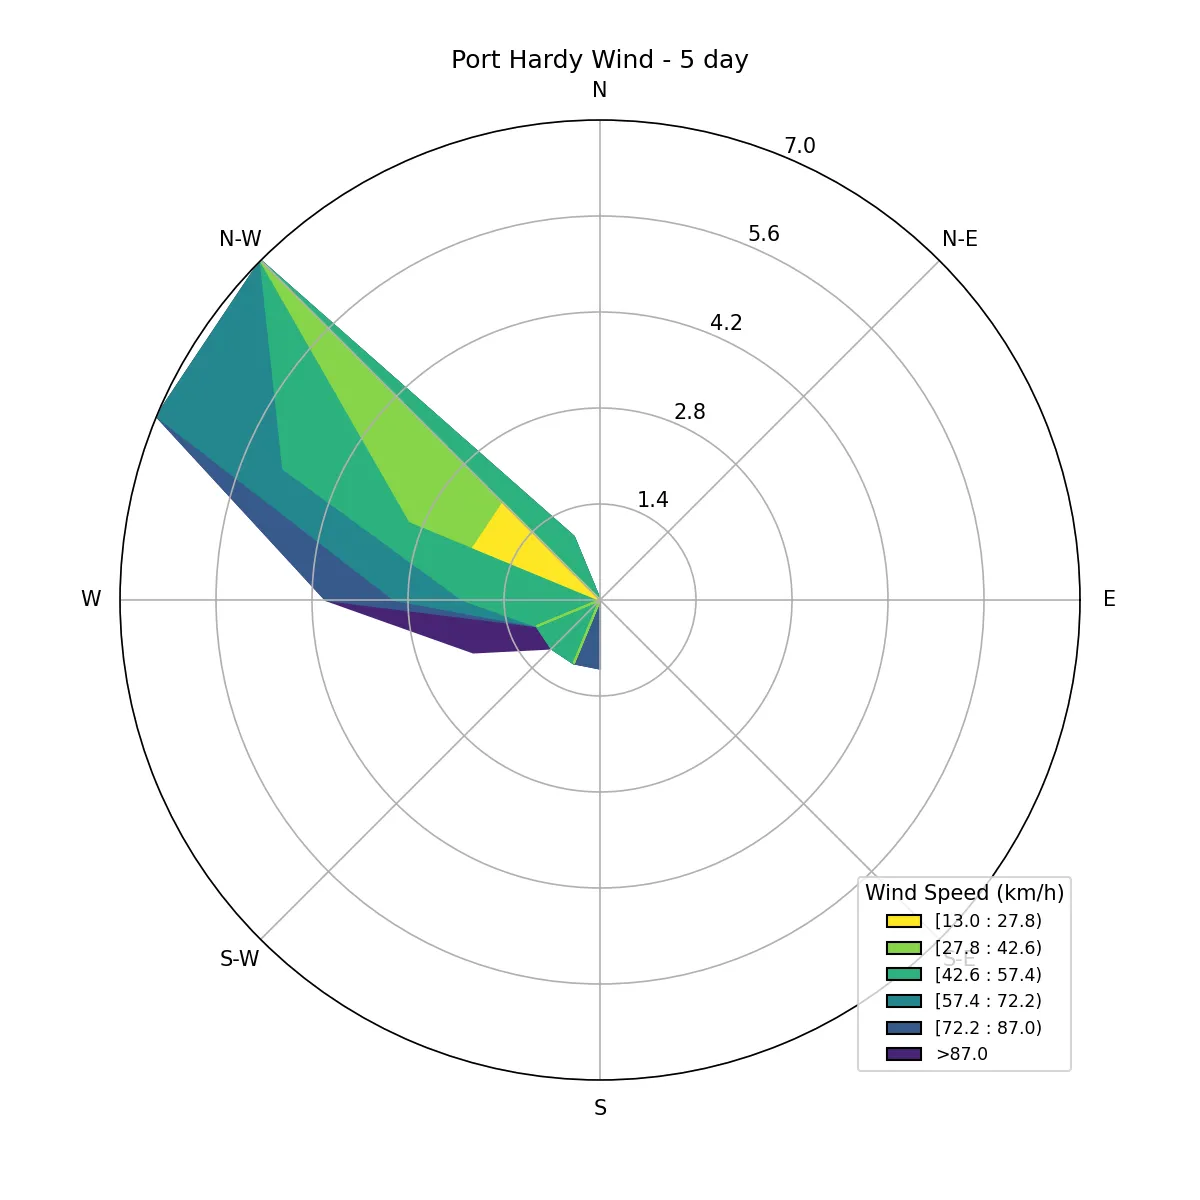 Port Hardy Wind - 5 day
N
7.0
5.6
N-W
N-E
4.2
2.8
1.4
W
E
Wind Speed (km/h)
[13.0 : 27.8)
[27.8 : 42.6)
S-W
S-E
[42.6 : 57.4)
[57.4 : 72.2)
[72.2 : 87.0)
>87.0
S